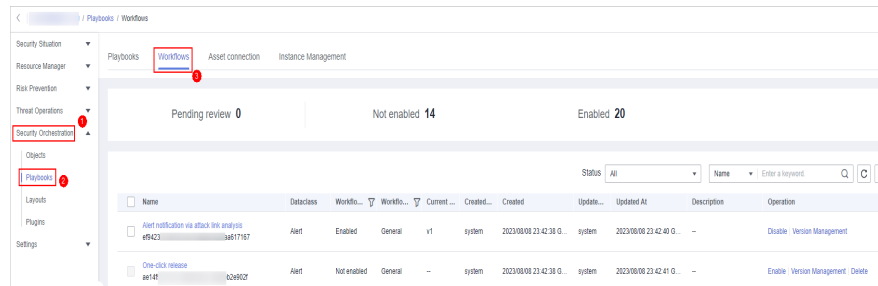 / Playbooks / Workflows
Security Situation
Resource Manager
Risk Prevention
Threat Operations
1
Security Orchestration
Objects
Playbooks 2
Layouts
Plugins
Settings
Playbooks Workflows Asset connection Instance Management
3
Pending review 0 Not enabled 14 Enabled 20
Status All Name Enter a keyword. C
Name Dataclass Workflo... Workflo... Current ... Created... Created Update... Updated At Description Operation
Alert notification via attack link analysis
ef9423 aa617167
Alert Enabled General v1 system 2023/08/08 23:42:38 G... system 2023/08/08 23:42:40 G... -- Disable Version Management
One-click release
ae14f b2e902f
Alert Not enabled General -- system 2023/08/08 23:42:38 G... system 2023/08/08 23:42:41 G... -- Enable Version Management Delete